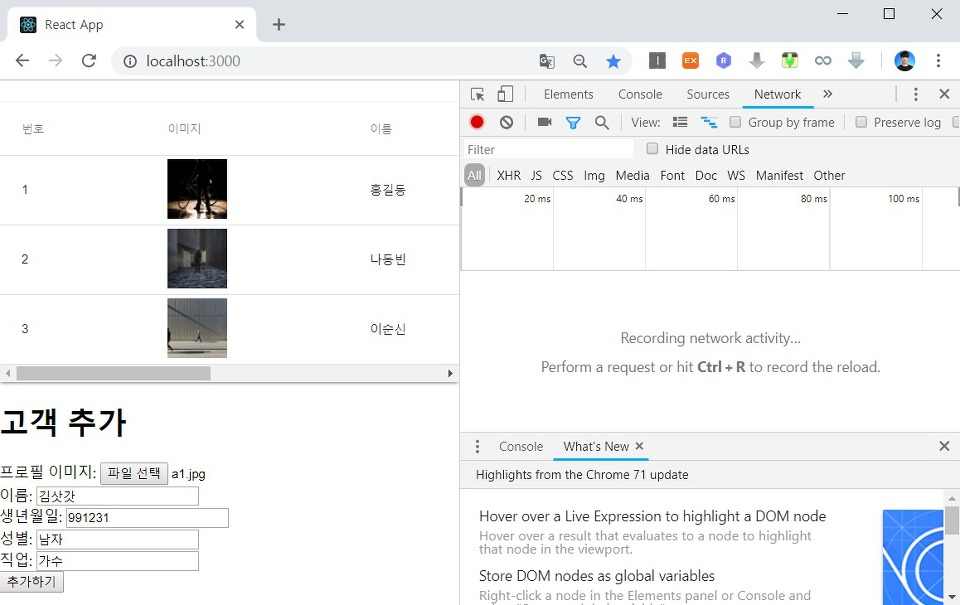 React App
localhost:3000
EX
R
번호 이미지 이름
1 홍길동
2 나동빈
3 이순신
고객 추가
프로필 이미지: 파일 선택 a1.jpg
이름: 김삿갓
생년월일: 991231
성별: 남자
직업: 가수
추가하기
Elements Console Sources Network
View: Group by frame Preserve log
Filter Hide data URLs
All XHR JS CSS Img Media Font Doc WS Manifest Other
20 ms 40 ms 60 ms 80 ms 100 ms
Recording network activity...
Perform a request or hit Ctrl + R to record the reload.
Console What's New
Highlights from the Chrome 71 update
Hover over a Live Expression to highlight a DOM node
Hover over a result that evaluates to a node to highlight
that node in the viewport.
Store DOM nodes as global variables
Right-click a node in the Elements panel or Console and